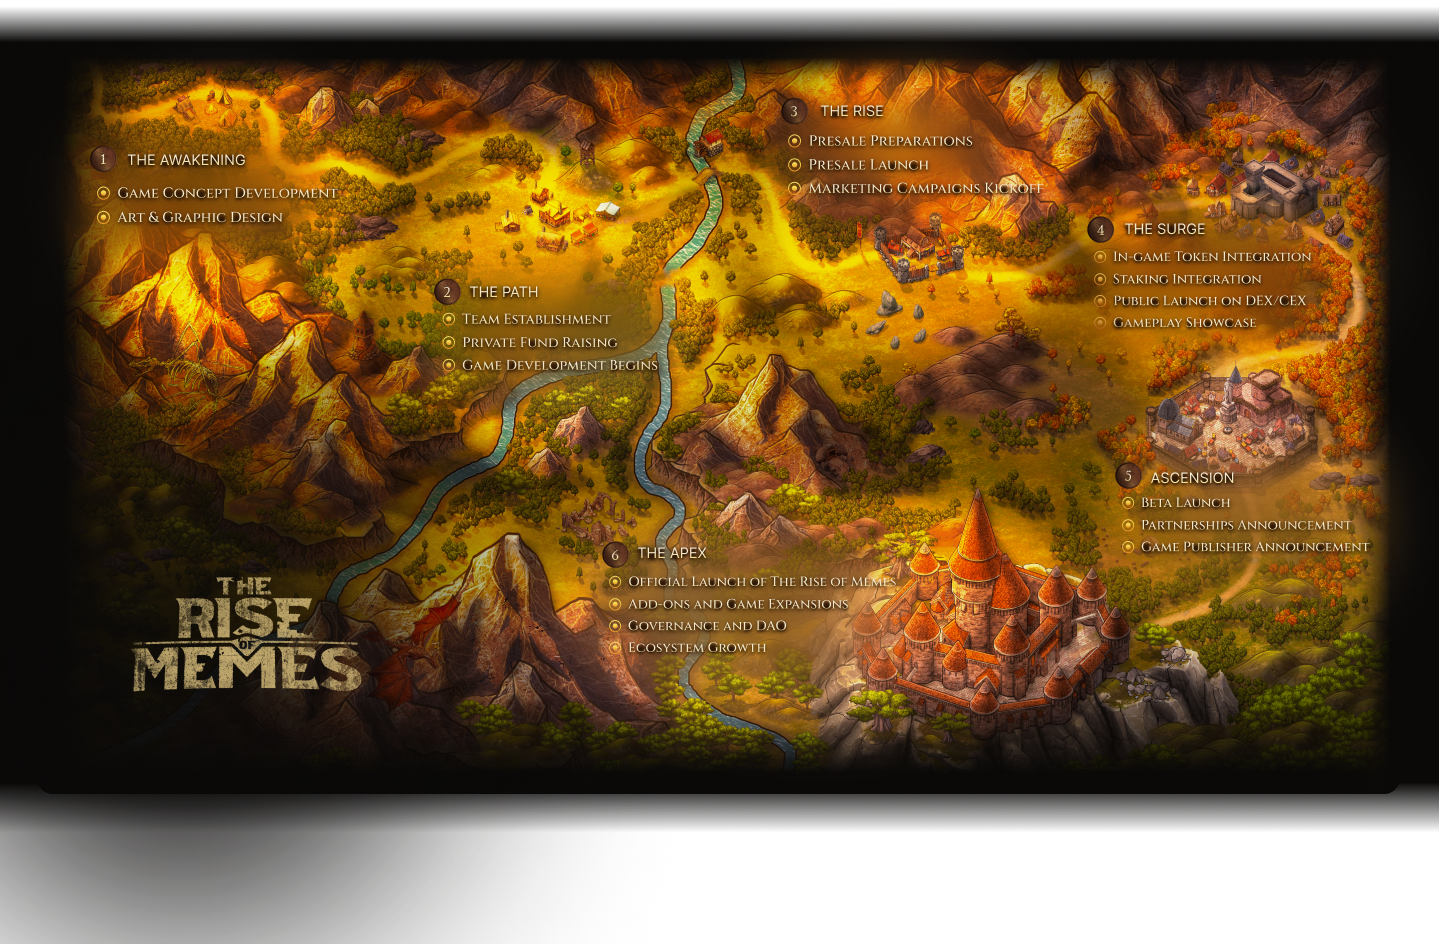 1 THE AWAKENING
GAME CONCEPT DEVELOPMENT
ART & GRAPHIC DESIGN
2 THE PATH
TEAM ESTABLISHMENT
PRIVATE FUND RAISING
GAME DEVELOPMENT BEGINS
3 THE RISE
PRESALE PREPARATIONS
PRESALE LAUNCH
MARKETING CAMPAIGNS KICKOFF
4 THE SURGE
IN-GAME TOKEN INTEGRATION
STAKING INTEGRATION
PUBLIC LAUNCH ON DEX/CEX
GAMEPLAY SHOWCASE
5 ASCENSION
BETA LAUNCH
PARTNERSHIPS ANNOUNCEMENT
GAME PUBLISHER ANNOUNCEMENT
6 THE APEX
OFFICIAL LAUNCH OF THE RISE OF MEMES
ADD-ONS AND GAME EXPANSIONS
GOVERNANCE AND DAO
ECOSYSTEM GROWTH
THE
RISE
OF
MEMES